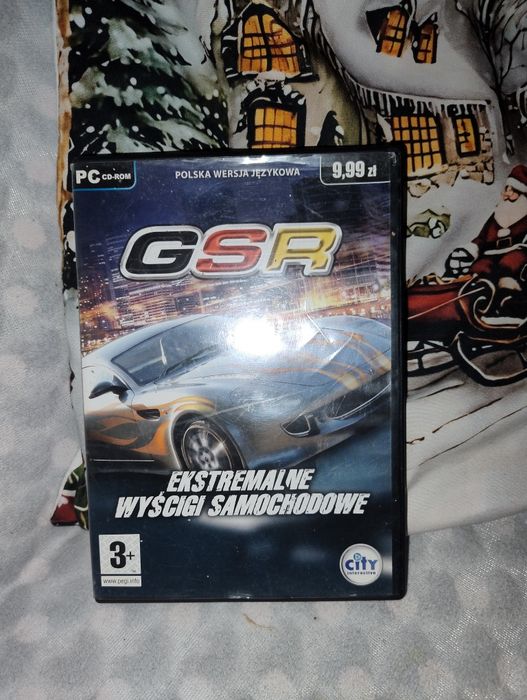 PC CD-ROM
POLSKA WERSJA JĘZYKOWA
9,99 zł
GSR
EKSTREMALNE
WYŚCIGI SAMOCHODOWE
3+
www.pegi.info
city
interactive